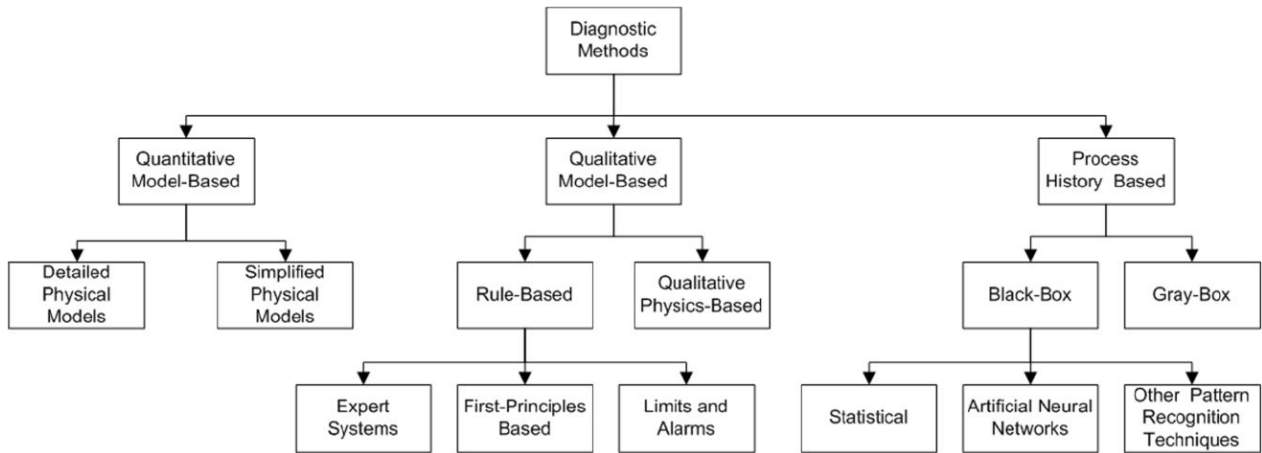 Diagnostic
Methods
Quantitative
Model-Based
Qualitative
Model-Based
Process
History Based
Detailed
Physical
Models
Simplified
Physical
Models
Rule-Based
Qualitative
Physics-Based
Black-Box
Gray-Box
Expert
Systems
First-Principles
Based
Limits and
Alarms
Statistical
Artificial Neural
Networks
Other Pattern
Recognition
Techniques